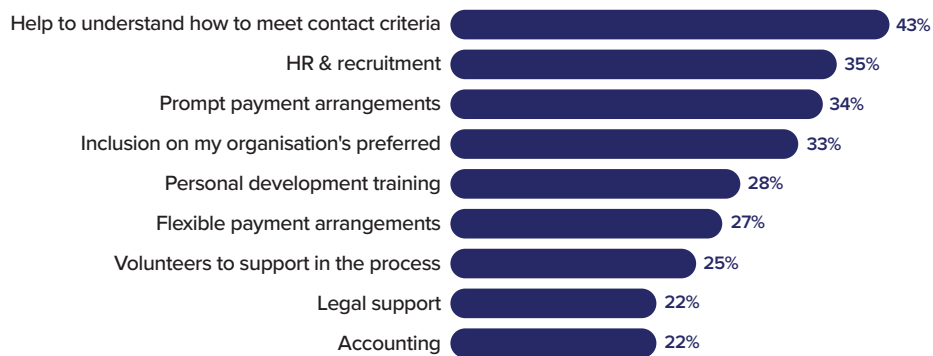 Help to understand how to meet contact criteria 43%
HR & recruitment 35%
Prompt payment arrangements 34%
Inclusion on my organisation's preferred 33%
Personal development training 28%
Flexible payment arrangements 27%
Volunteers to support in the process 25%
Legal support 22%
Accounting 22%